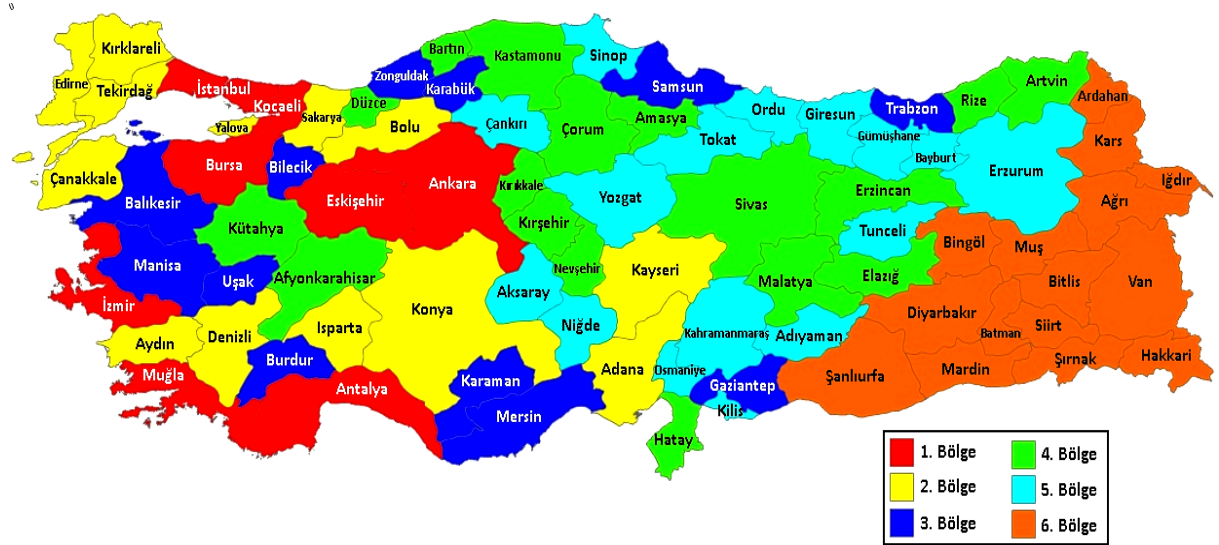 Kırklareli
Edirne
Tekirdağ
İstanbul
Kocaeli
Yalova
Sakarya
Düzce
Bolu
Zonguldak
Bartın
Karabük
Kastamonu
Sinop
Samsun
Çankırı
Çorum
Amasya
Tokat
Ordu
Giresun
Trabzon
Gümüşhane
Bayburt
Rize
Artvin
Ardahan
Kars
Iğdır
Ağrı
Erzurum
Erzincan
Çanakkale
Balıkesir
Bursa
Bilecik
Eskişehir
Ankara
Kırıkkale
Kırşehir
Yozgat
Sivas
Tunceli
Bingöl
Muş
Bitlis
Van
Kütahya
Manisa
Uşak
Afyonkarahisar
İzmir
Aydın
Denizli
Isparta
Burdur
Muğla
Antalya
Konya
Aksaray
Nevşehir
Niğde
Kayseri
Malatya
Elazığ
Diyarbakır
Batman
Siirt
Şırnak
Hakkari
Mardin
Şanlıurfa
Adıyaman
Kahramanmaraş
Osmaniye
Gaziantep
Kilis
Hatay
Adana
Karaman
Mersin
1. Bölge
2. Bölge
3. Bölge
4. Bölge
5. Bölge
6. Bölge